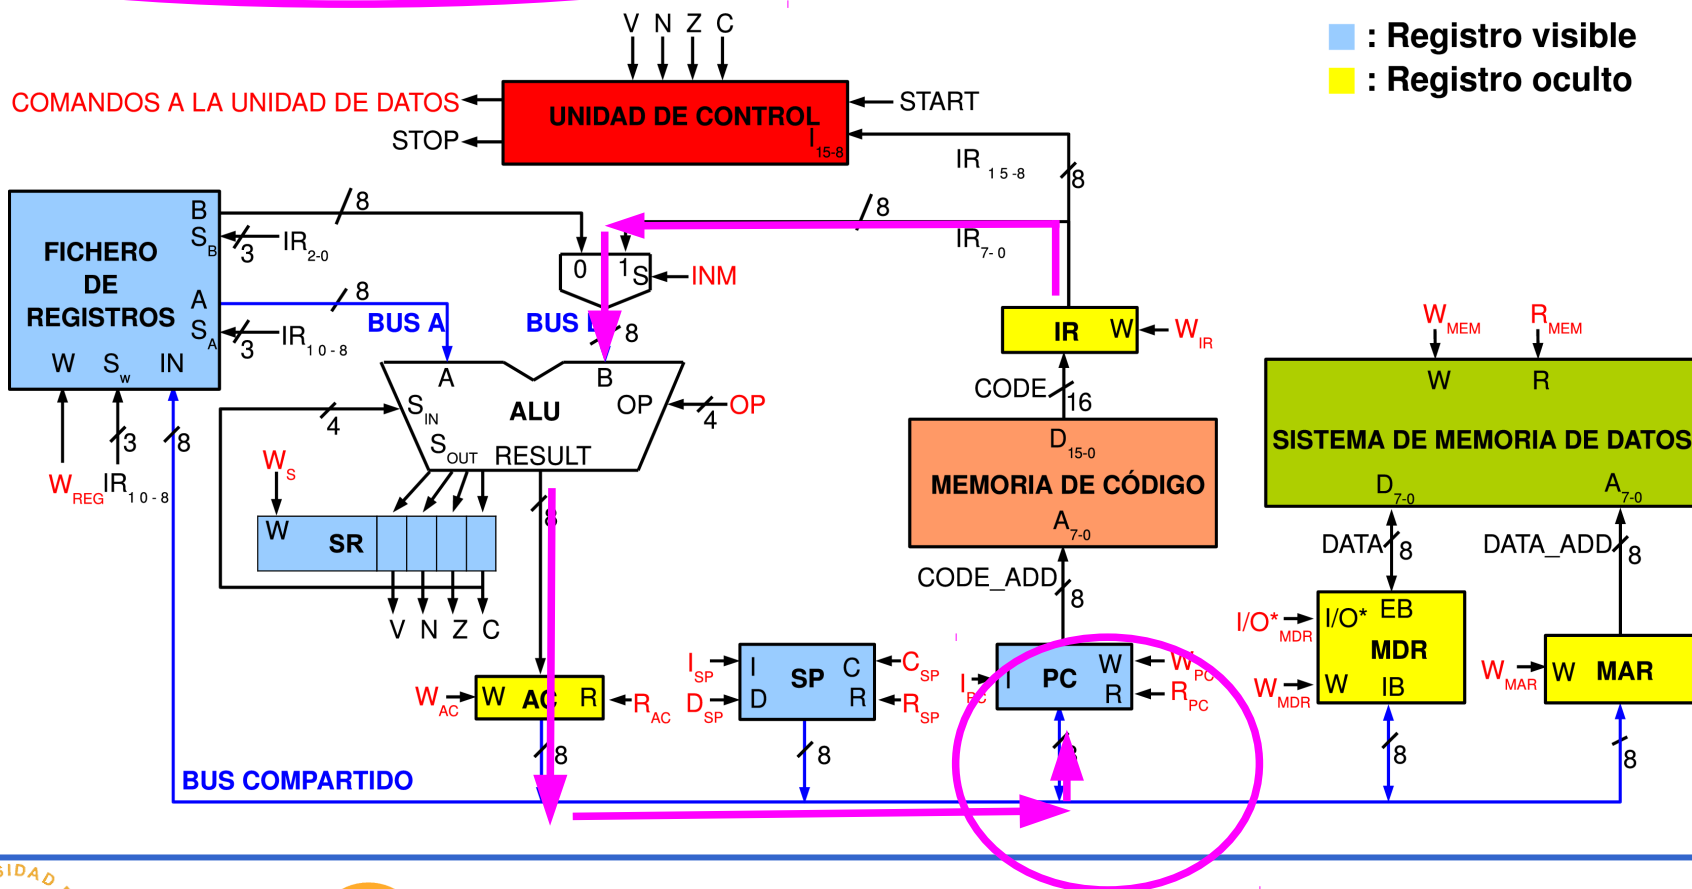 V N Z C
: Registro visible
: Registro oculto
COMANDOS A LA UNIDAD DE DATOS
UNIDAD DE CONTROL
START
STOP
I15-8
IR 15-8
8
B
8
8
SB
3
IR2-0
IR7-0
FICHERO
DE
REGISTROS
0
1
S
INM
A
8
BUS A
BUS
8
SA
3
IR10-8
W
Sw
IN
IR
W
WIR
WMEM
RMEM
W
R
A
B
CODE
16
SIN
ALU
OP
4
OP
4
3
8
SOUT
RESULT
WREG
IR10-8
WS
D15-0
MEMORIA DE CÓDIGO
A7-0
SISTEMA DE MEMORIA DE DATOS
D7-0
A7-0
W
SR
8
DATA
8
DATA_ADD
8
CODE_ADD
8
V N Z C
I/O*MDR
I/O*
EB
MDR
WMDR
W
IB
WMAR
W
MAR
ISP
I
SP
C
CSP
DSP
D
R
RSP
IPC
I
PC
W
WPC
R
RPC
WAC
W
AC
R
RAC
8
8
8
8
8
BUS COMPARTIDO
SIDAD